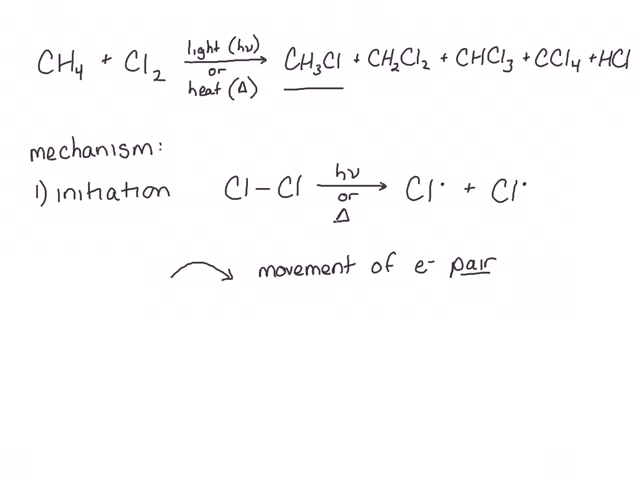 CH₄ + Cl₂ light (hν) or heat (Δ) CH₃Cl + CH₂Cl₂ + CHCl₃ + CCl₄ + HCl
mechanism:
1) initiation Cl–Cl hν or Δ Cl· + Cl·
movement of e- pair